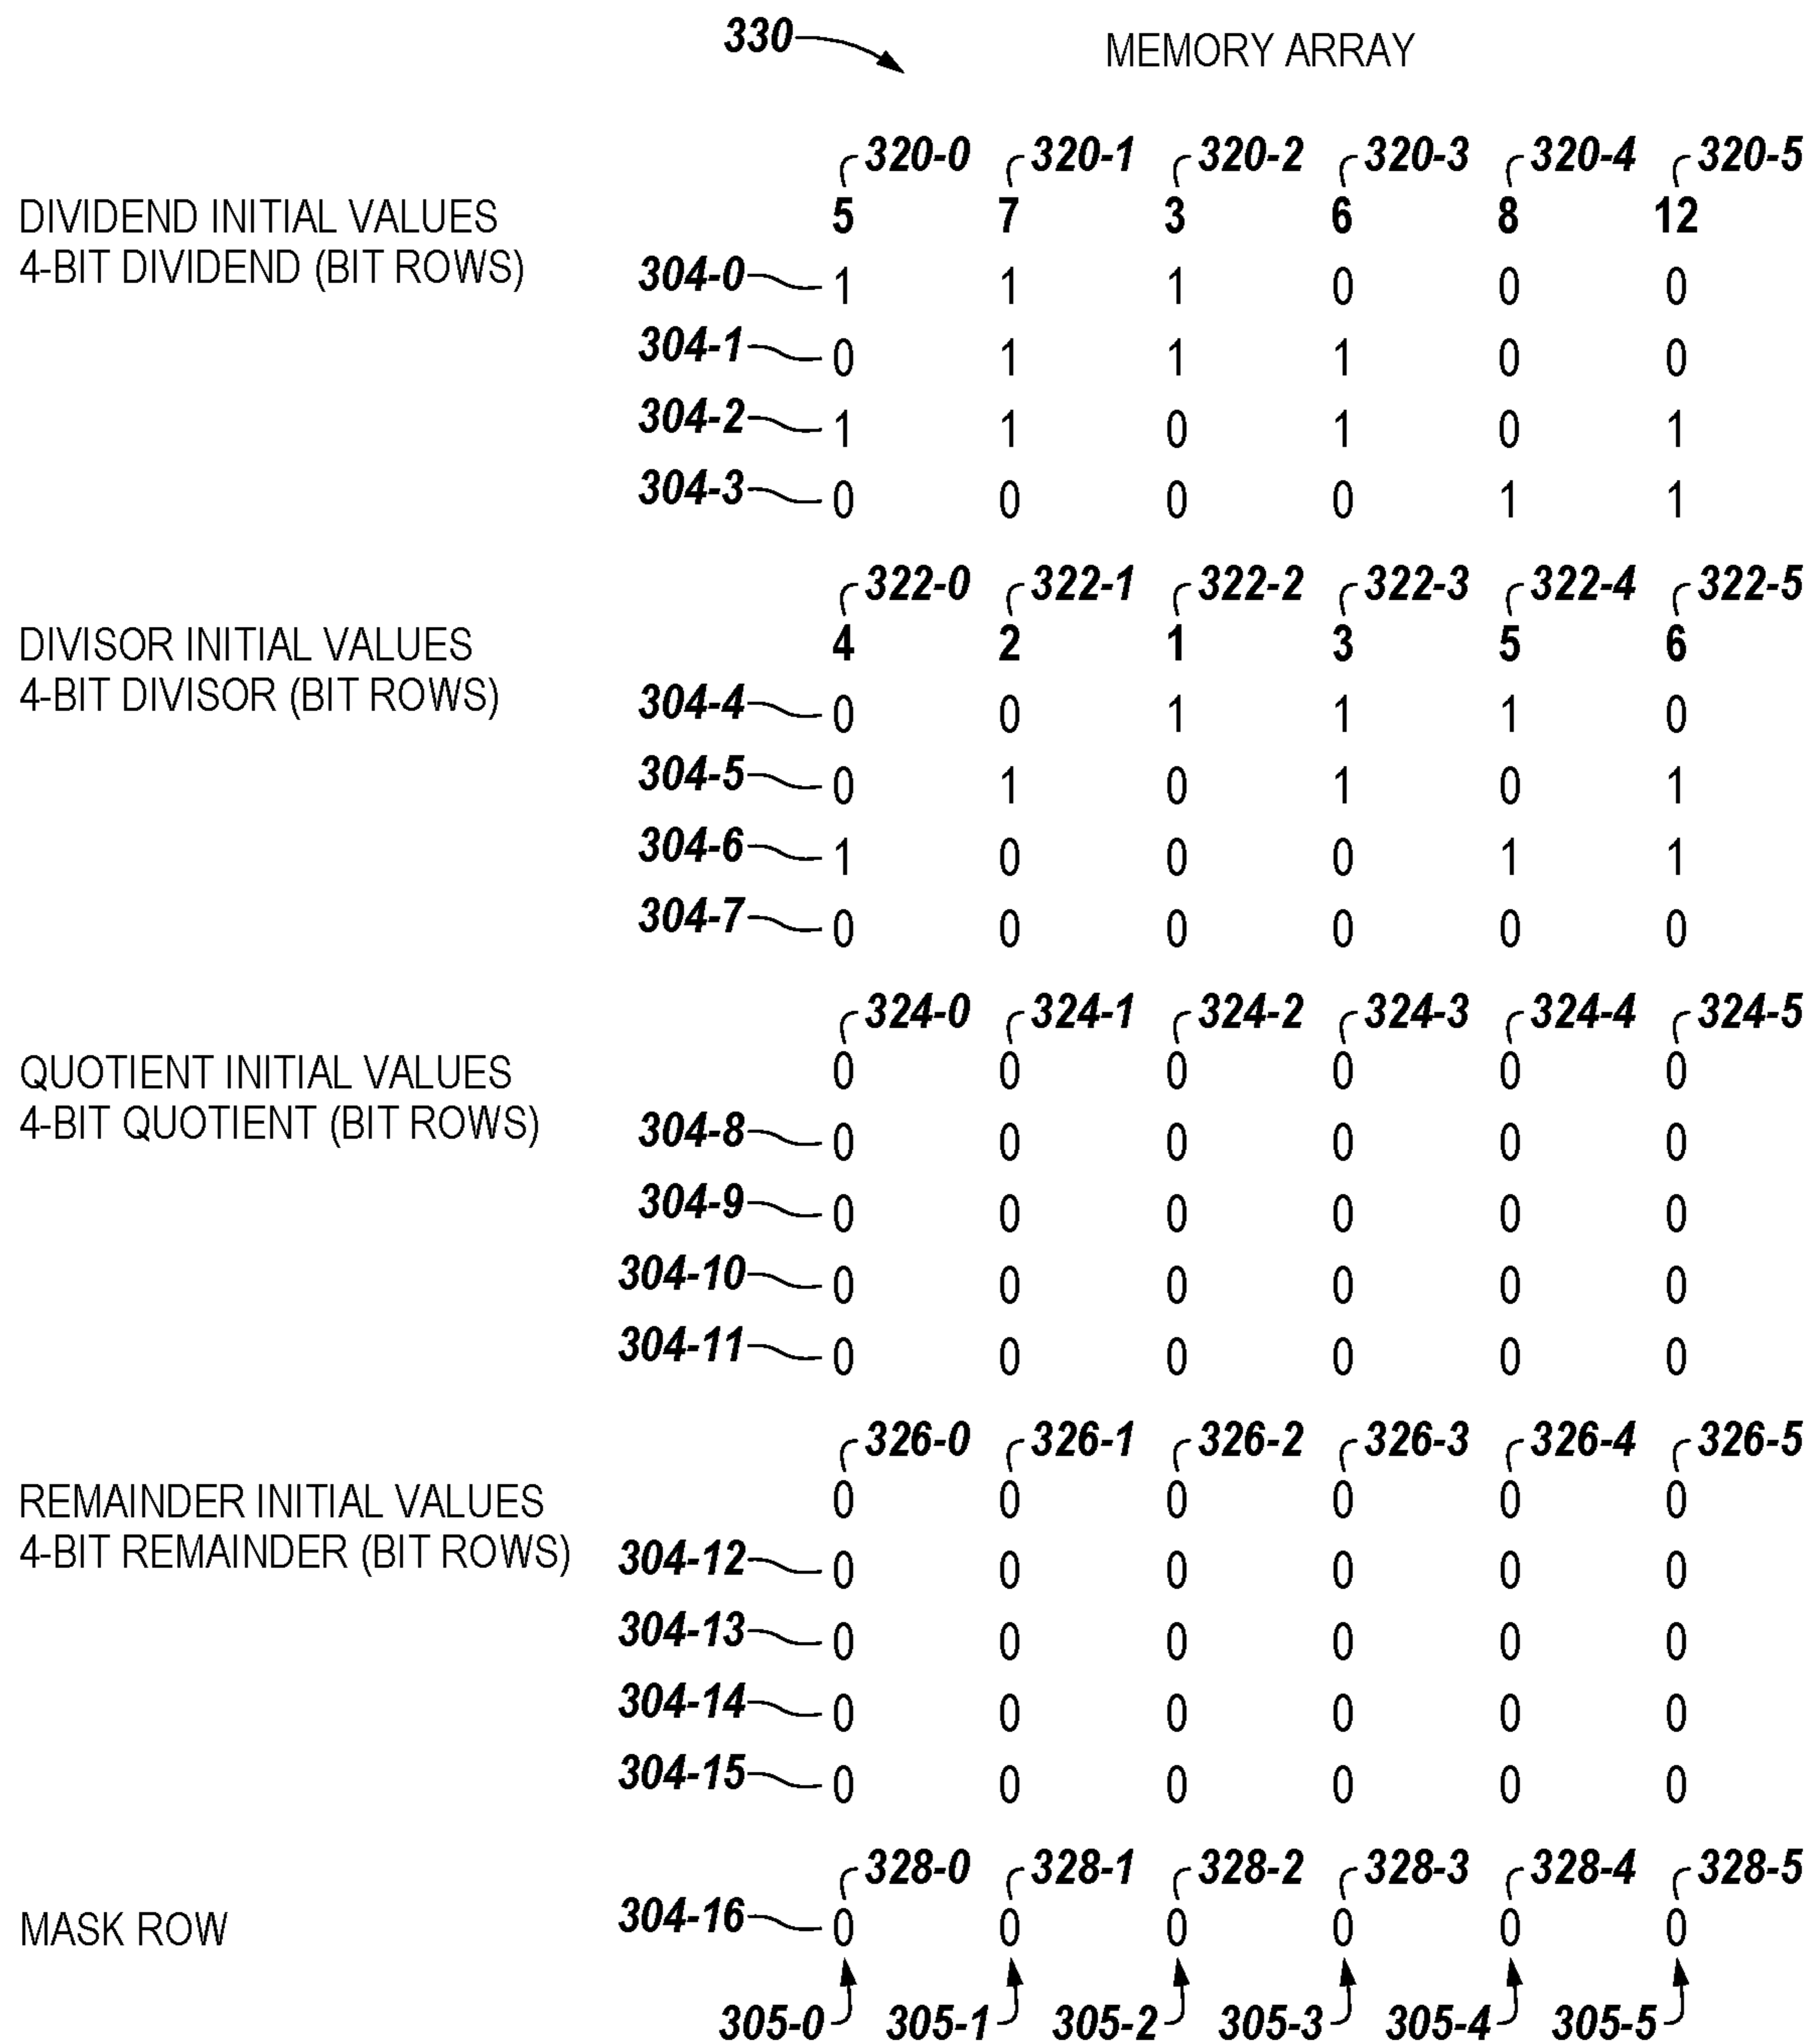 330 MEMORY ARRAY
320-0 320-1 320-2 320-3 320-4 320-5
DIVIDEND INITIAL VALUES 5 7 3 6 8 12
4-BIT DIVIDEND (BIT ROWS)
304-0 1 1 1 0 0 0
304-1 0 1 1 1 0 0
304-2 1 1 0 1 0 1
304-3 0 0 0 0 1 1
322-0 322-1 322-2 322-3 322-4 322-5
DIVISOR INITIAL VALUES 4 2 1 3 5 6
4-BIT DIVISOR (BIT ROWS)
304-4 0 0 1 1 1 0
304-5 0 1 0 1 0 1
304-6 1 0 0 0 1 1
304-7 0 0 0 0 0 0
324-0 324-1 324-2 324-3 324-4 324-5
QUOTIENT INITIAL VALUES 0 0 0 0 0 0
4-BIT QUOTIENT (BIT ROWS)
304-8 0 0 0 0 0 0
304-9 0 0 0 0 0 0
304-10 0 0 0 0 0 0
304-11 0 0 0 0 0 0
326-0 326-1 326-2 326-3 326-4 326-5
REMAINDER INITIAL VALUES 0 0 0 0 0 0
4-BIT REMAINDER (BIT ROWS)
304-12 0 0 0 0 0 0
304-13 0 0 0 0 0 0
304-14 0 0 0 0 0 0
304-15 0 0 0 0 0 0
328-0 328-1 328-2 328-3 328-4 328-5
MASK ROW 304-16 0 0 0 0 0 0
305-0 305-1 305-2 305-3 305-4 305-5